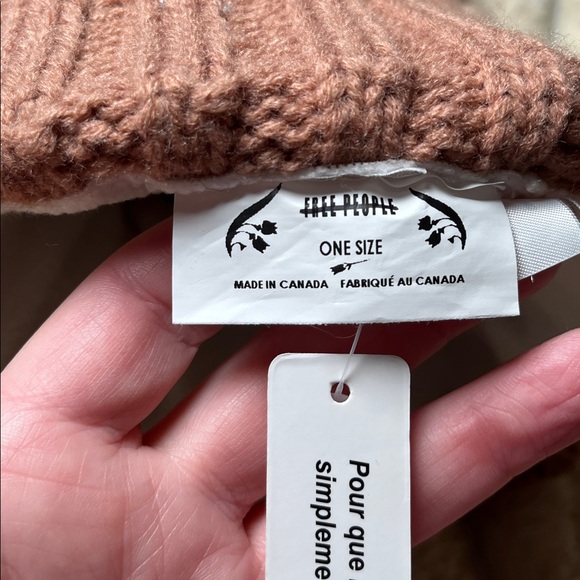 FREE PEOPLE
ONE SIZE
MADE IN CANADA FABRIQUÉ AU CANADA
Pour que
simpleme